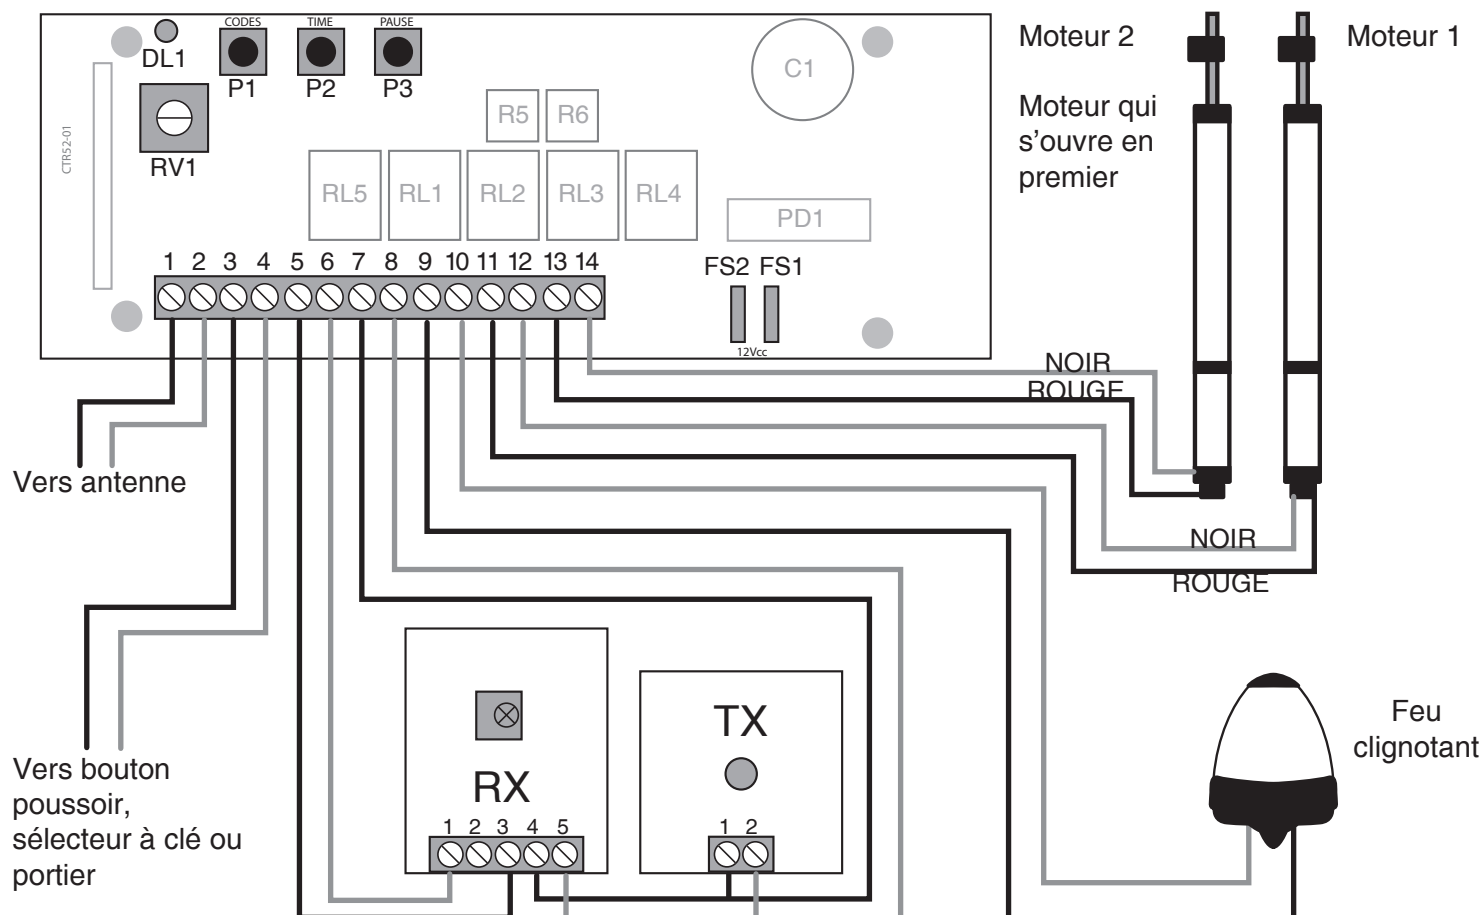 CODES TIME PAUSE
DL1
P1 P2 P3
C1
CTR52-01
RV1
R5 R6
RL5 RL1 RL2 RL3 RL4
PD1
1 2 3 4 5 6 7 8 9 10 11 12 13 14
FS2 FS1
12Vcc
Moteur 2
Moteur 1
Moteur qui
s’ouvre en
premier
NOIR
ROUGE
NOIR
ROUGE
Vers antenne
Vers bouton
poussoir,
sélecteur à clé ou
portier
RX
1 2 3 4 5
TX
1 2
Feu
clignotant